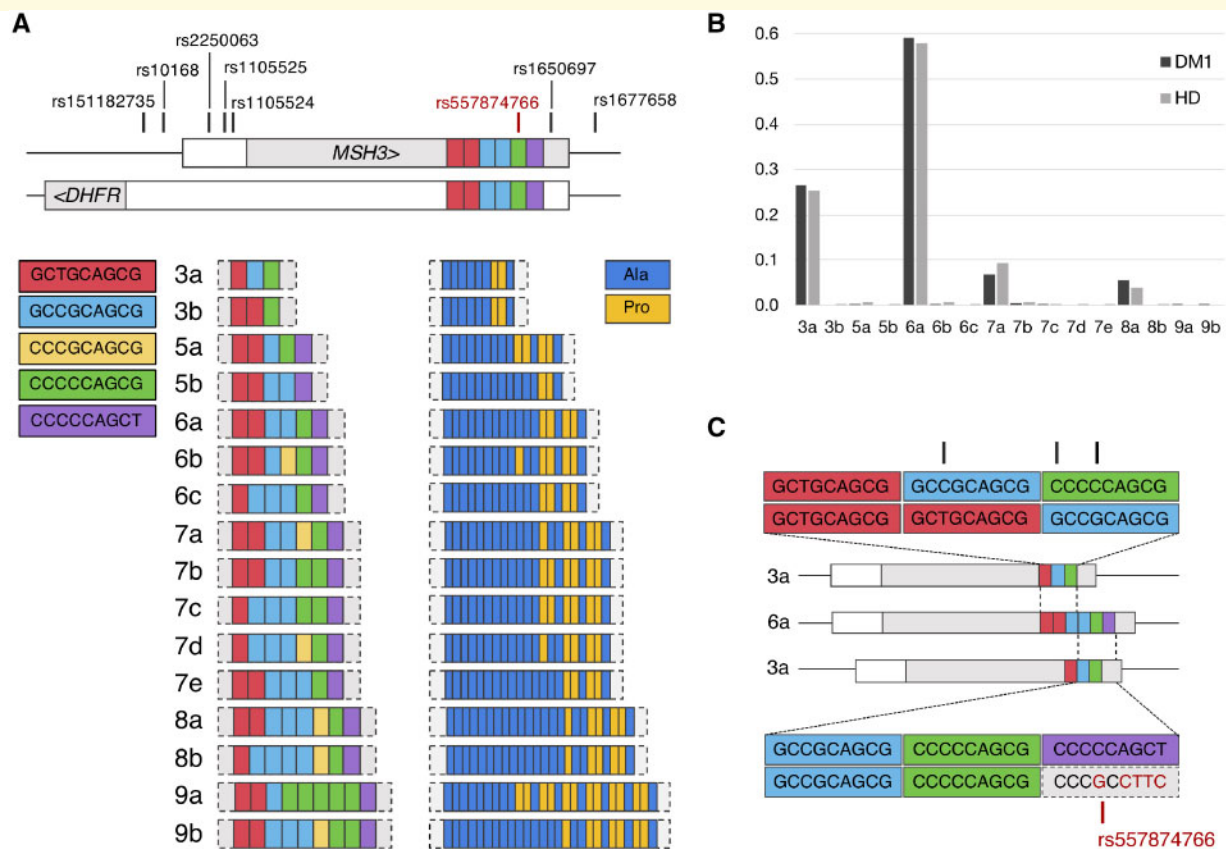 A
rs2250063
rs10168
rs1105525
rs1650697
rs151182735
rs1105524
rs557874766
rs1677658
MSH3>
<DHFR
GCTGCAGCG
GCCGCAGCG
CCCGCAGCG
CCCCCAGCG
CCCCCAGCT
3a
3b
5a
5b
6a
6b
6c
7a
7b
7c
7d
7e
8a
8b
9a
9b
Ala
Pro
B
0.6
0.5
0.4
0.3
0.2
0.1
0.0
DM1
HD
3a 3b 5a 5b 6a 6b 6c 7a 7b 7c 7d 7e 8a 8b 9a 9b
C
GCTGCAGCG GCCGCAGCG CCCCCAGCG
GCTGCAGCG GCTGCAGCG GCCGCAGCG
3a
6a
3a
GCCGCAGCG CCCCCAGCG CCCCCAGCT
GCCGCAGCG CCCCCAGCG CCCGCCTTC
rs557874766